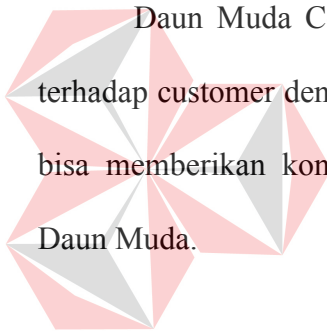 Daun Muda C
terhadap customer den
bisa memberikan kon
Daun Muda.